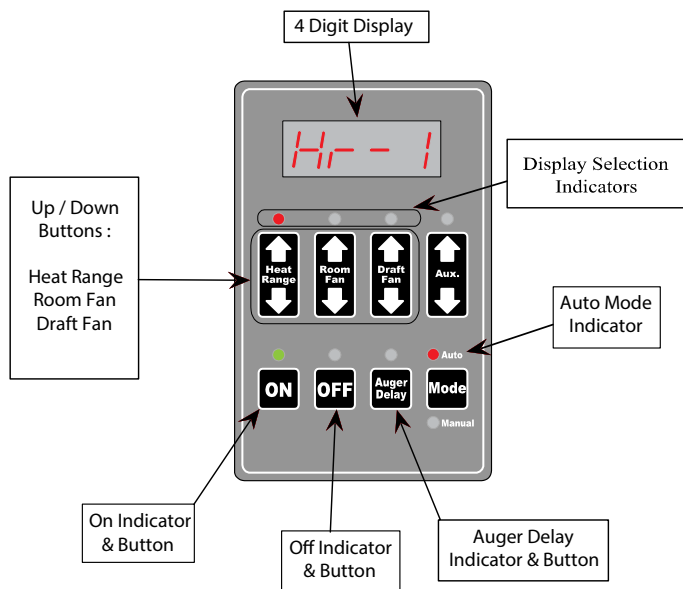 4 Digit Display
Hr--1
Display Selection
Indicators
Up / Down
Buttons :
Heat Range
Room Fan
Draft Fan
Heat
Range
Room
Fan
Draft
Fan
Aux.
Auto Mode
Indicator
Auto
ON
OFF
Auger
Delay
Mode
Manual
On Indicator
& Button
Off Indicator
& Button
Auger Delay
Indicator & Button